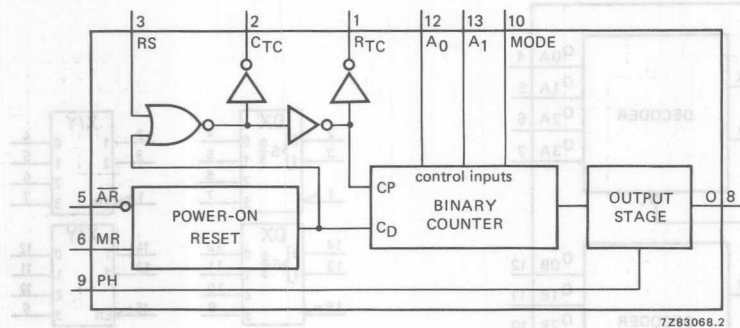 3 2 1 12 13 10
RS CTC RTC A0 A1 MODE
control inputs
CP
5 AR
POWER-ON
RESET
BINARY
COUNTER
CD
OUTPUT
STAGE
O 8
6 MR
9 PH
7Z83068.2